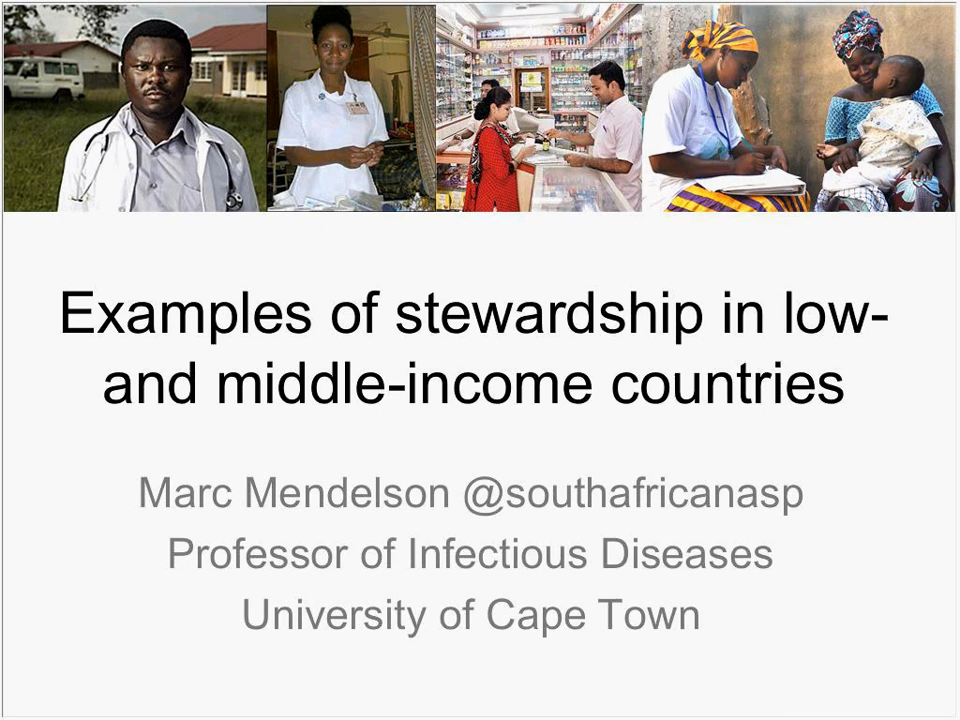 Examples of stewardship in low-
and middle-income countries
Marc Mendelson @southafricanasp
Professor of Infectious Diseases
University of Cape Town